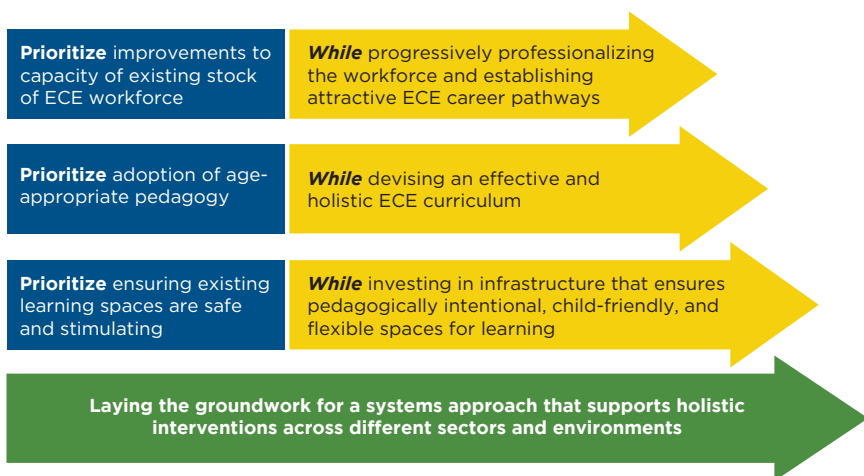 Prioritize improvements to
capacity of existing stock
of ECE workforce
While progressively professionalizing
the workforce and establishing
attractive ECE career pathways
Prioritize adoption of age-
appropriate pedagogy
While devising an effective and
holistic ECE curriculum
Prioritize ensuring existing
learning spaces are safe
and stimulating
While investing in infrastructure that ensures
pedagogically intentional, child-friendly, and
flexible spaces for learning
Laying the groundwork for a systems approach that supports holistic
interventions across different sectors and environments